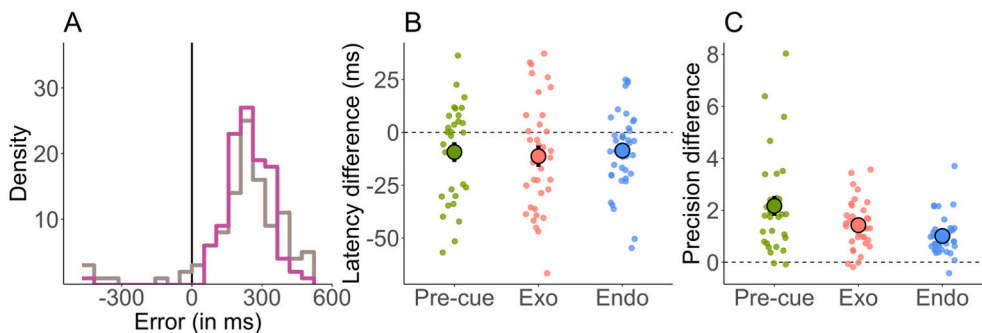 A
Density
30
20
10
-300
0
300
600
Error (in ms)
B
Latency difference (ms)
25
0
-25
-50
Pre-cue
Exo
Endo
C
Precision difference
8
6
4
2
0
Pre-cue
Exo
Endo